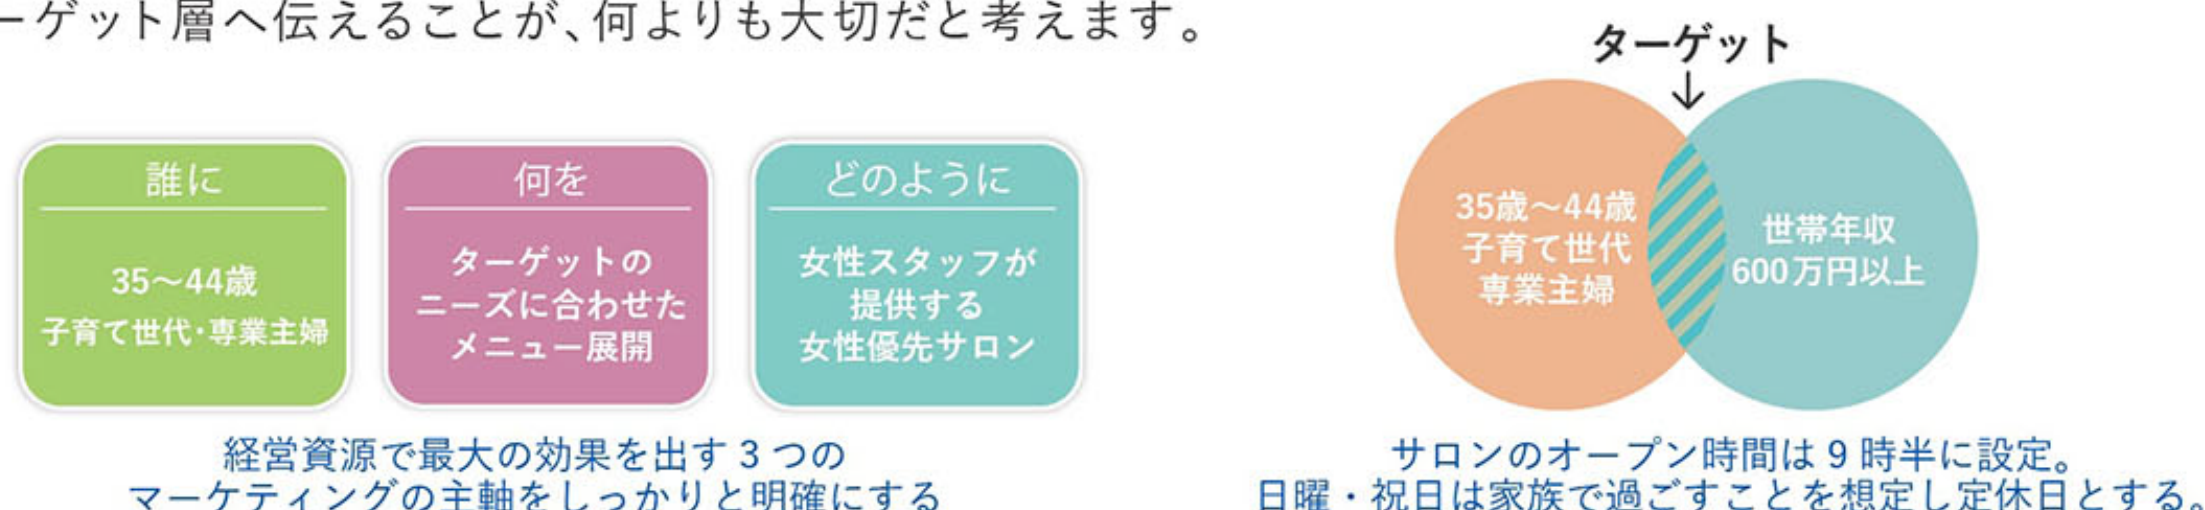 ーゲット層へ伝えることが、何よりも大切だと考えます。
誰に
35〜44歳
子育て世代・専業主婦
何を
ターゲットの
ニーズに合わせた
メニュー展開
どのように
女性スタッフが
提供する
女性優先サロン
経営資源で最大の効果を出す3つの
マーケティングの主軸をしっかりと明確にする
ターゲット
↓
35歳〜44歳
子育て世代
専業主婦
世帯年収
600万円以上
サロンのオープン時間は9時半に設定。
日曜・祝日は家族で過ごすことを想定し定休日とする。